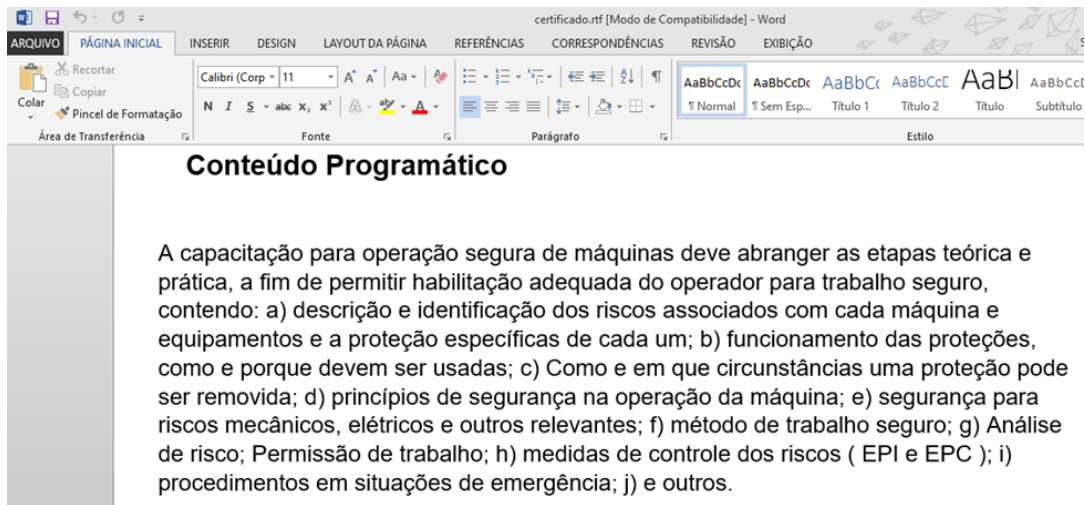 certificado.rtf [Modo de Compatibilidade] - Word
ARQUIVO PÁGINA INICIAL INSERIR DESIGN LAYOUT DA PÁGINA REFERÊNCIAS CORRESPONDÊNCIAS REVISÃO EXIBIÇÃO S
Colar
Recortar
Copiar
Pincel de Formatação
Área de Transferência
Calibri (Corp 11 A A Aa
N I S abc x₂ x² A A
Fonte
Parágrafo
AaBbCcDc AaBbCcDc AaBbC AaBbCcD AaB AaBbCcD
¶ Normal ¶ Sem Esp... Título 1 Título 2 Título Subtítulo
Estilo
Conteúdo Programático
A capacitação para operação segura de máquinas deve abranger as etapas teórica e
prática, a fim de permitir habilitação adequada do operador para trabalho seguro,
contendo: a) descrição e identificação dos riscos associados com cada máquina e
equipamentos e a proteção específicas de cada um; b) funcionamento das proteções,
como e porque devem ser usadas; c) Como e em que circunstâncias uma proteção pode
ser removida; d) princípios de segurança na operação da máquina; e) segurança para
riscos mecânicos, elétricos e outros relevantes; f) método de trabalho seguro; g) Análise
de risco; Permissão de trabalho; h) medidas de controle dos riscos ( EPI e EPC ); i)
procedimentos em situações de emergência; j) e outros.